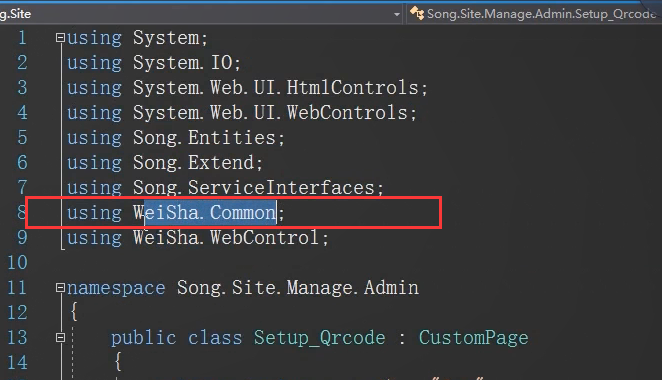 g.Site
Song.Site.Manage.Admin.Setup_Qrcode
1 using System;
2 using System.IO;
3 using System.Web.UI.HtmlControls;
4 using System.Web.UI.WebControls;
5 using Song.Entities;
6 using Song.Extend;
7 using Song.ServiceInterfaces;
8 using WeiSha.Common;
9 using WeiSha.WebControl;
10
11 namespace Song.Site.Manage.Admin
12 {
13 public class Setup_Qrcode : CustomPage
14 {